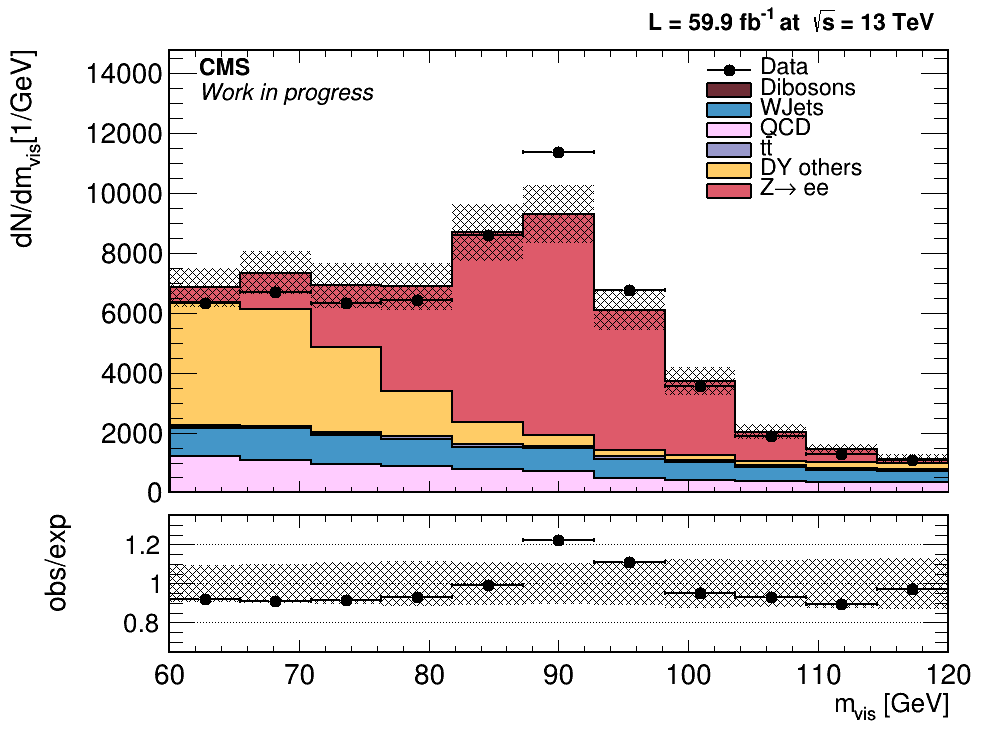 L = 59.9 fb⁻¹ at √s = 13 TeV
dN/dm_vis[1/GeV]
CMS
Work in progress
Data
Dibosons
WJets
QCD
tt̄
DY others
Z→ ee
14000
12000
10000
8000
6000
4000
2000
0
obs/exp
1.2
1
0.8
60 70 80 90 100 110 120
m_vis [GeV]